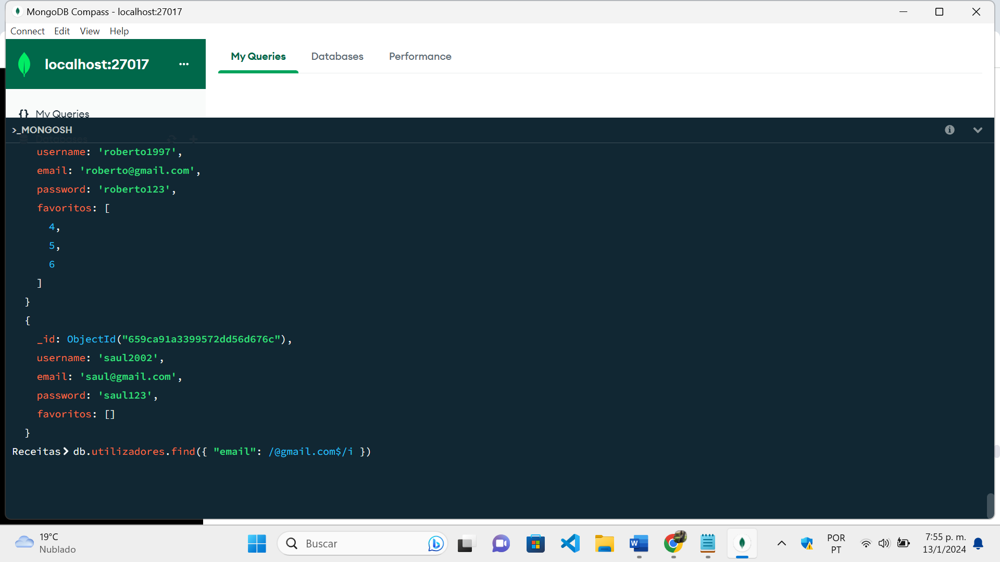 MongoDB Compass - localhost:27017
Connect Edit View Help
localhost:27017 ...
My Queries Databases Performance
{} My Queries
>_MONGOSH
Databases
username: 'roberto1997',
email: 'roberto@gmail.com',
password: 'roberto123',
favoritos: [
4,
5,
6
]
}
{
_id: ObjectId("659ca91a3399572dd56d676c"),
username: 'saul2002',
email: 'saul@gmail.com',
password: 'saul123',
favoritos: []
}
Receitas> db.utilizadores.find({ "email": /@gmail.com$/i })
19°C
Nublado
Buscar
POR
PT
7:55 p. m.
13/1/2024